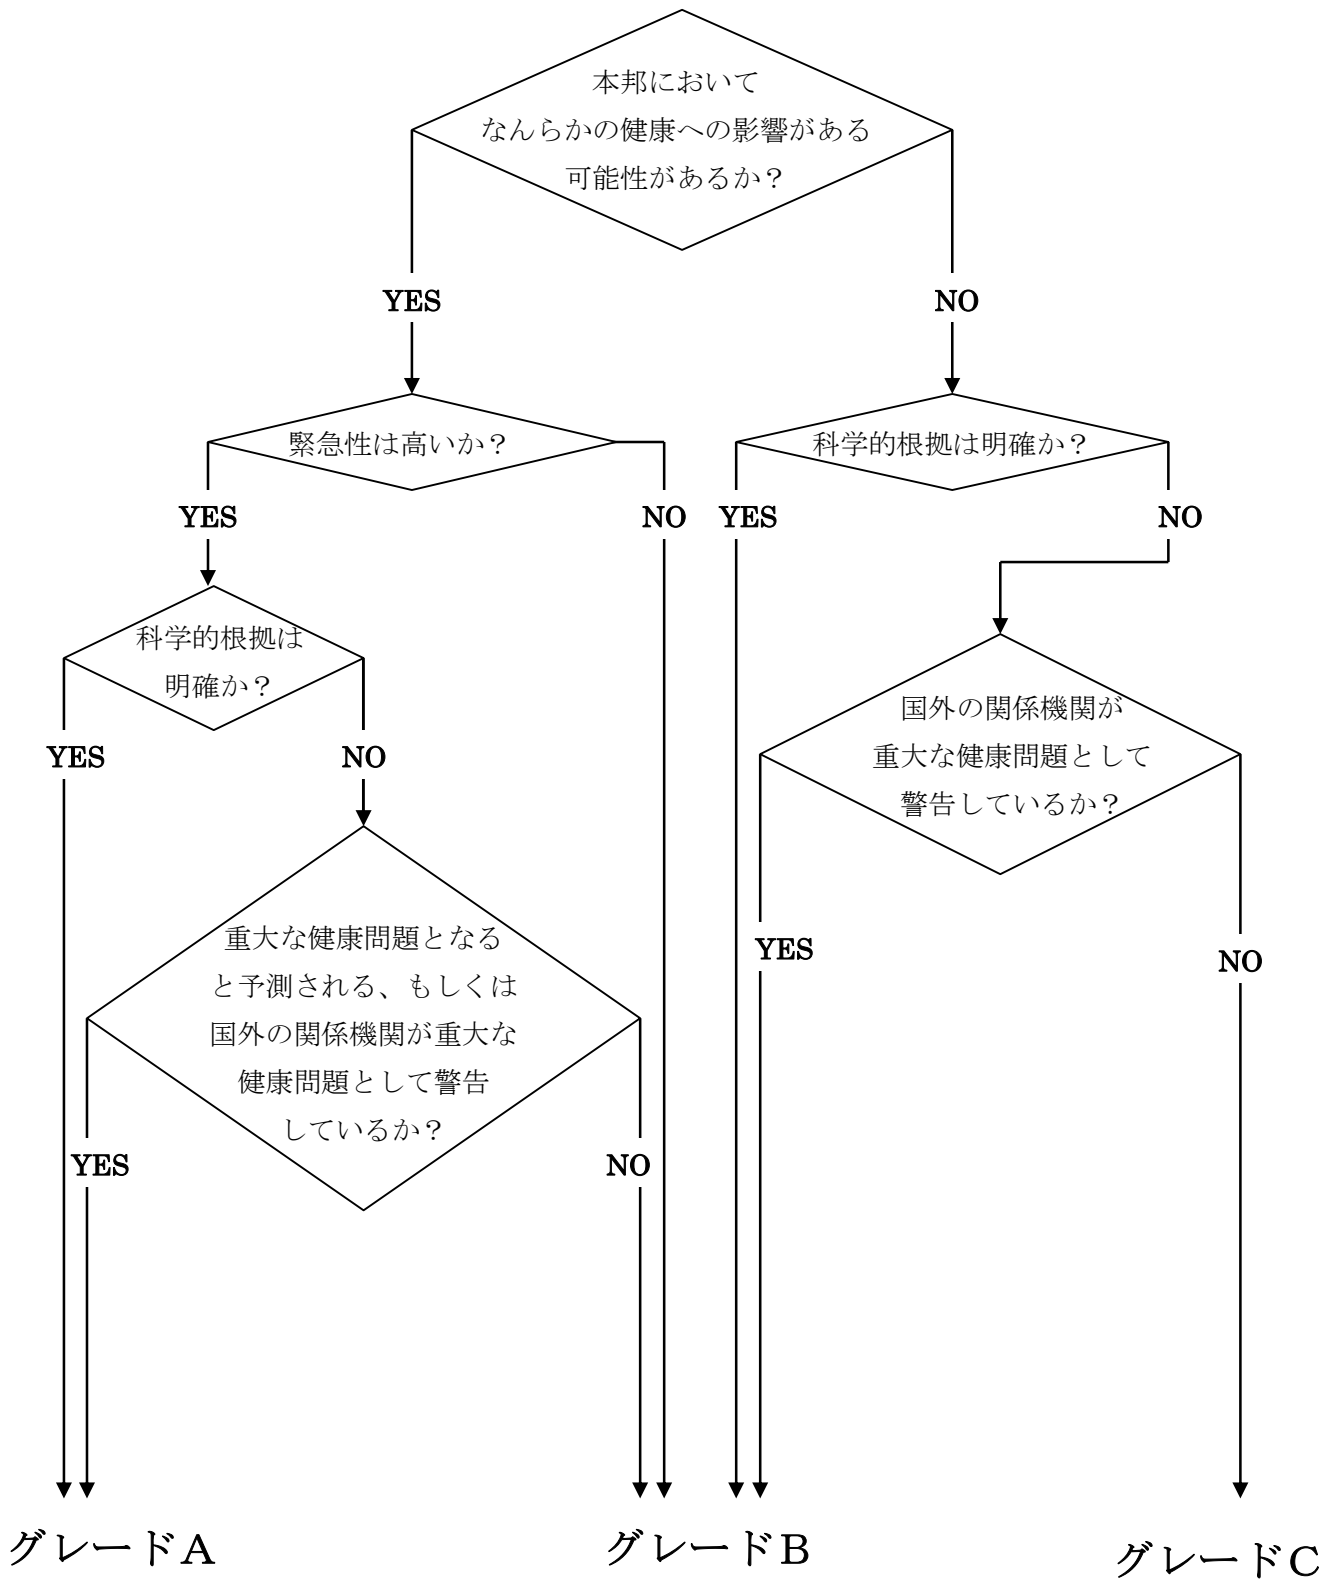 本邦において
なんらかの健康への影響がある
可能性があるか？
YES
NO
緊急性は高いか？
科学的根拠は明確か？
YES
NO
YES
NO
科学的根拠は
明確か？
国外の関係機関が
重大な健康問題として
警告しているか？
YES
NO
重大な健康問題となる
と予測される、もしくは
国外の関係機関が重大な
健康問題として警告
しているか？
YES
NO
YES
NO
グレードA
グレードB
グレードC